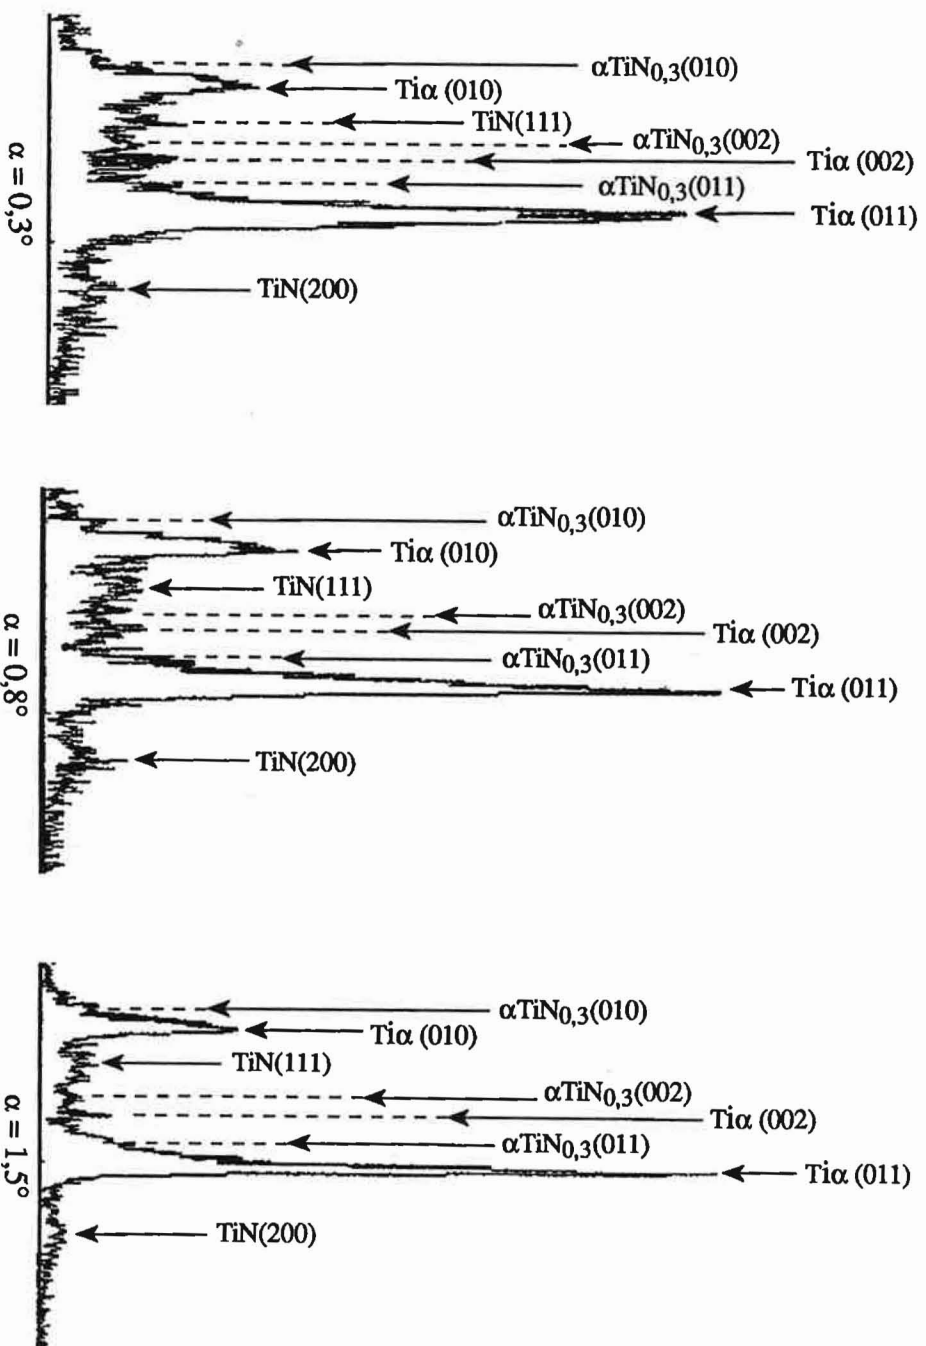 αTiN0,3(010)
Tiα (010)
TiN(111)
αTiN0,3(002)
Tiα (002)
αTiN0,3(011)
Tiα (011)
TiN(200)
α = 0,3°
αTiN0,3(010)
Tiα (010)
TiN(111)
αTiN0,3(002)
Tiα (002)
αTiN0,3(011)
Tiα (011)
TiN(200)
α = 0,8°
αTiN0,3(010)
Tiα (010)
TiN(111)
αTiN0,3(002)
Tiα (002)
αTiN0,3(011)
Tiα (011)
TiN(200)
α = 1,5°